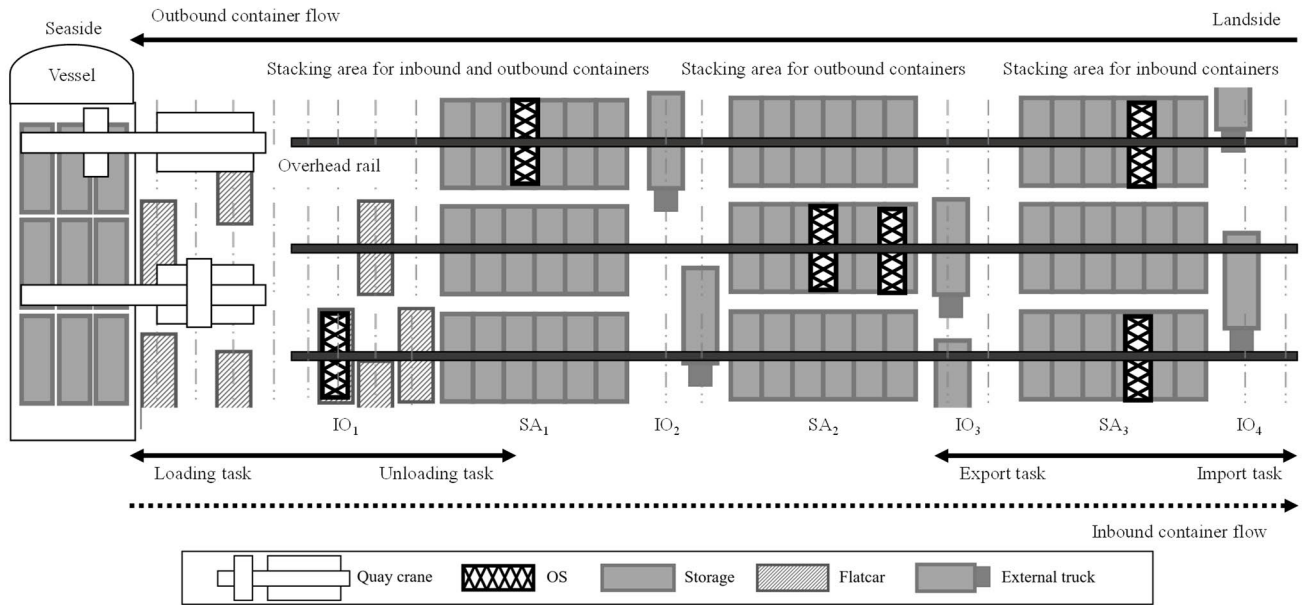 Outbound container flow
Seaside
Landside
Vessel
Stacking area for inbound and outbound containers
Stacking area for outbound containers
Stacking area for inbound containers
Overhead rail
IO1
SA1
IO2
SA2
IO3
SA3
IO4
Loading task
Unloading task
Export task
Import task
Inbound container flow
Quay crane
OS
Storage
Flatcar
External truck